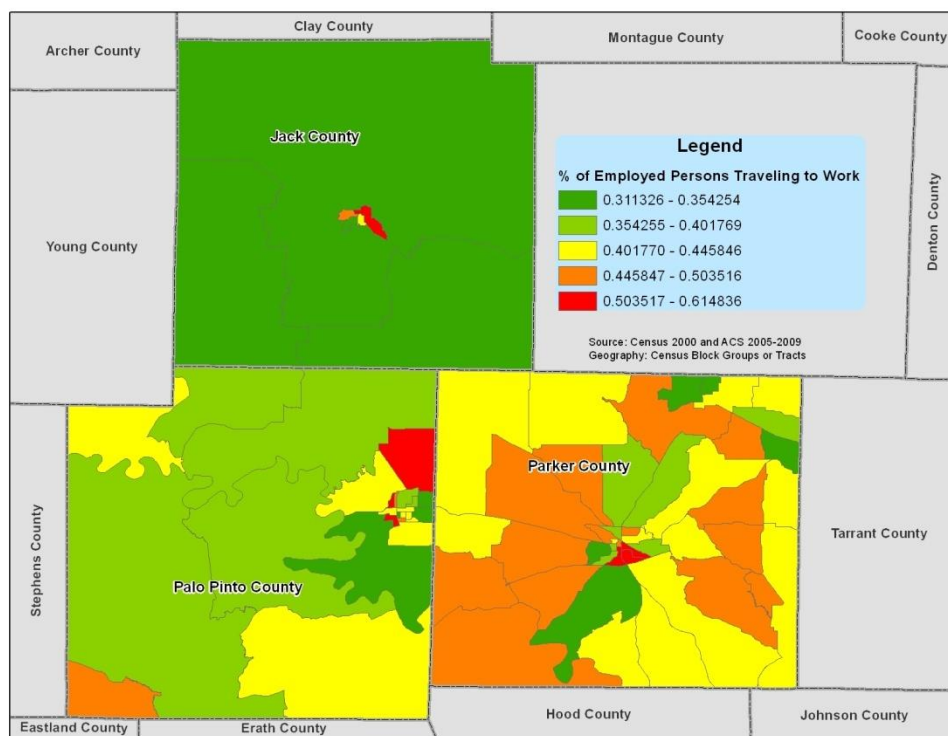 Clay County
Archer County
Montague County
Cooke County
Jack County
Legend
% of Employed Persons Traveling to Work
0.311326 - 0.354254
0.354255 - 0.401769
0.401770 - 0.445846
0.445847 - 0.503516
0.503517 - 0.614836
Young County
Denton County
Source: Census 2000 and ACS 2005-2009
Geography: Census Block Groups or Tracts
Parker County
Stephens County
Tarrant County
Palo Pinto County
Eastland County
Erath County
Hood County
Johnson County